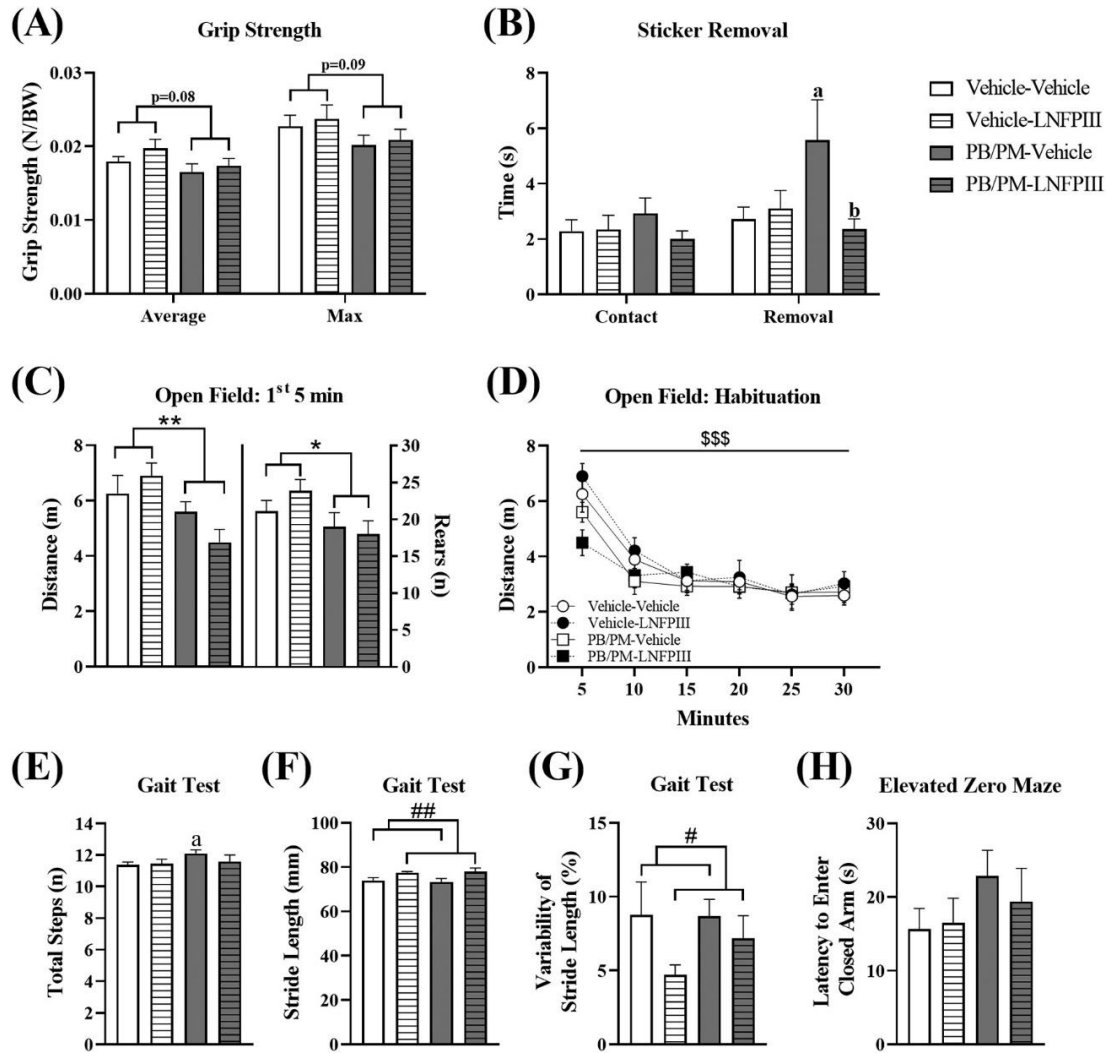 (A)
Grip Strength
0.03
0.02
0.01
0.00
Grip Strength (N/BW)
p=0.08
p=0.09
Average
Max
(B)
Sticker Removal
8
6
4
2
0
Time (s)
a
b
Contact
Removal
Vehicle-Vehicle
Vehicle-LNFPIII
PB/PM-Vehicle
PB/PM-LNFPIII
(C)
Open Field: 1st 5 min
8
6
4
2
0
Distance (m)
**
*
30
25
20
15
10
5
0
Rears (n)
(D)
Open Field: Habituation
8
6
4
2
0
Distance (m)
$$$
Vehicle-Vehicle
Vehicle-LNFPIII
PB/PM-Vehicle
PB/PM-LNFPIII
5 10 15 20 25 30
Minutes
(E)
Gait Test
14
12
10
8
6
4
2
0
Total Steps (n)
a
(F)
Gait Test
100
80
60
40
20
0
Stride Length (mm)
##
(G)
Gait Test
15
10
5
0
Variability of
Stride Length (%)
#
(H)
Elevated Zero Maze
30
20
10
0
Latency to Enter
Closed Arm (s)